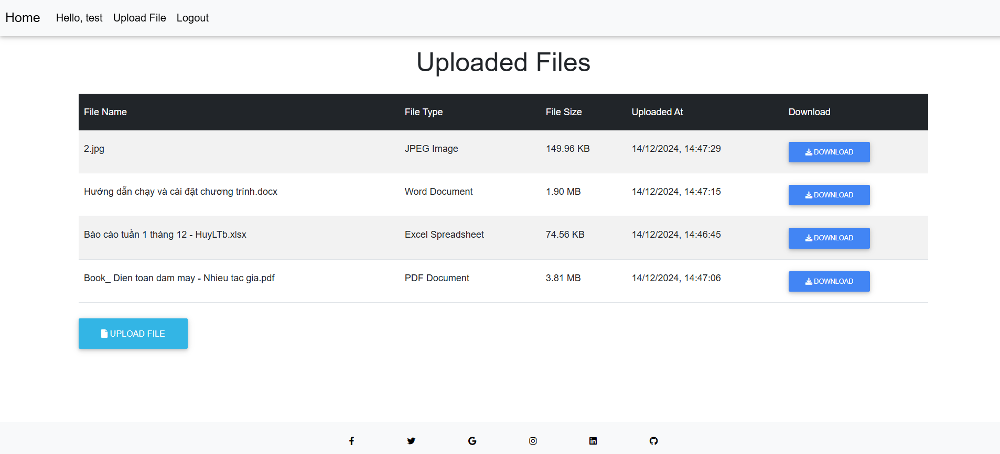 Home Hello, test Upload File Logout
Uploaded Files
File Name File Type File Size Uploaded At Download
2.jpg JPEG Image 149.96 KB 14/12/2024, 14:47:29 DOWNLOAD
Hướng dẫn chạy và cài đặt chương trình.docx Word Document 1.90 MB 14/12/2024, 14:47:15 DOWNLOAD
Báo cáo tuần 1 tháng 12 - HuyLTb.xlsx Excel Spreadsheet 74.56 KB 14/12/2024, 14:46:45 DOWNLOAD
Book_ Dien toan dam may - Nhieu tac gia.pdf PDF Document 3.81 MB 14/12/2024, 14:47:06 DOWNLOAD
UPLOAD FILE